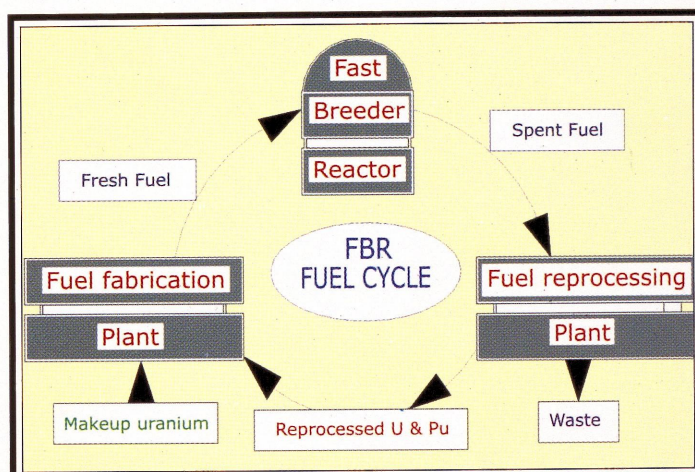 Fast
Breeder
Reactor
Spent Fuel
Fresh Fuel
FBR
FUEL CYCLE
Fuel fabrication
Plant
Fuel reprocessing
Plant
Makeup uranium
Reprocessed U & Pu
Waste